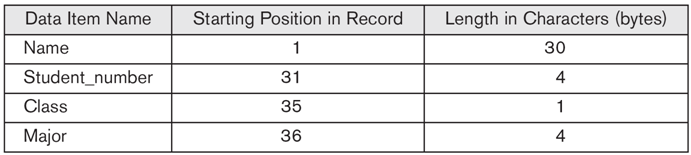 Data Item Name Starting Position in Record Length in Characters (bytes)
Name 1 30
Student_number 31 4
Class 35 1
Major 36 4